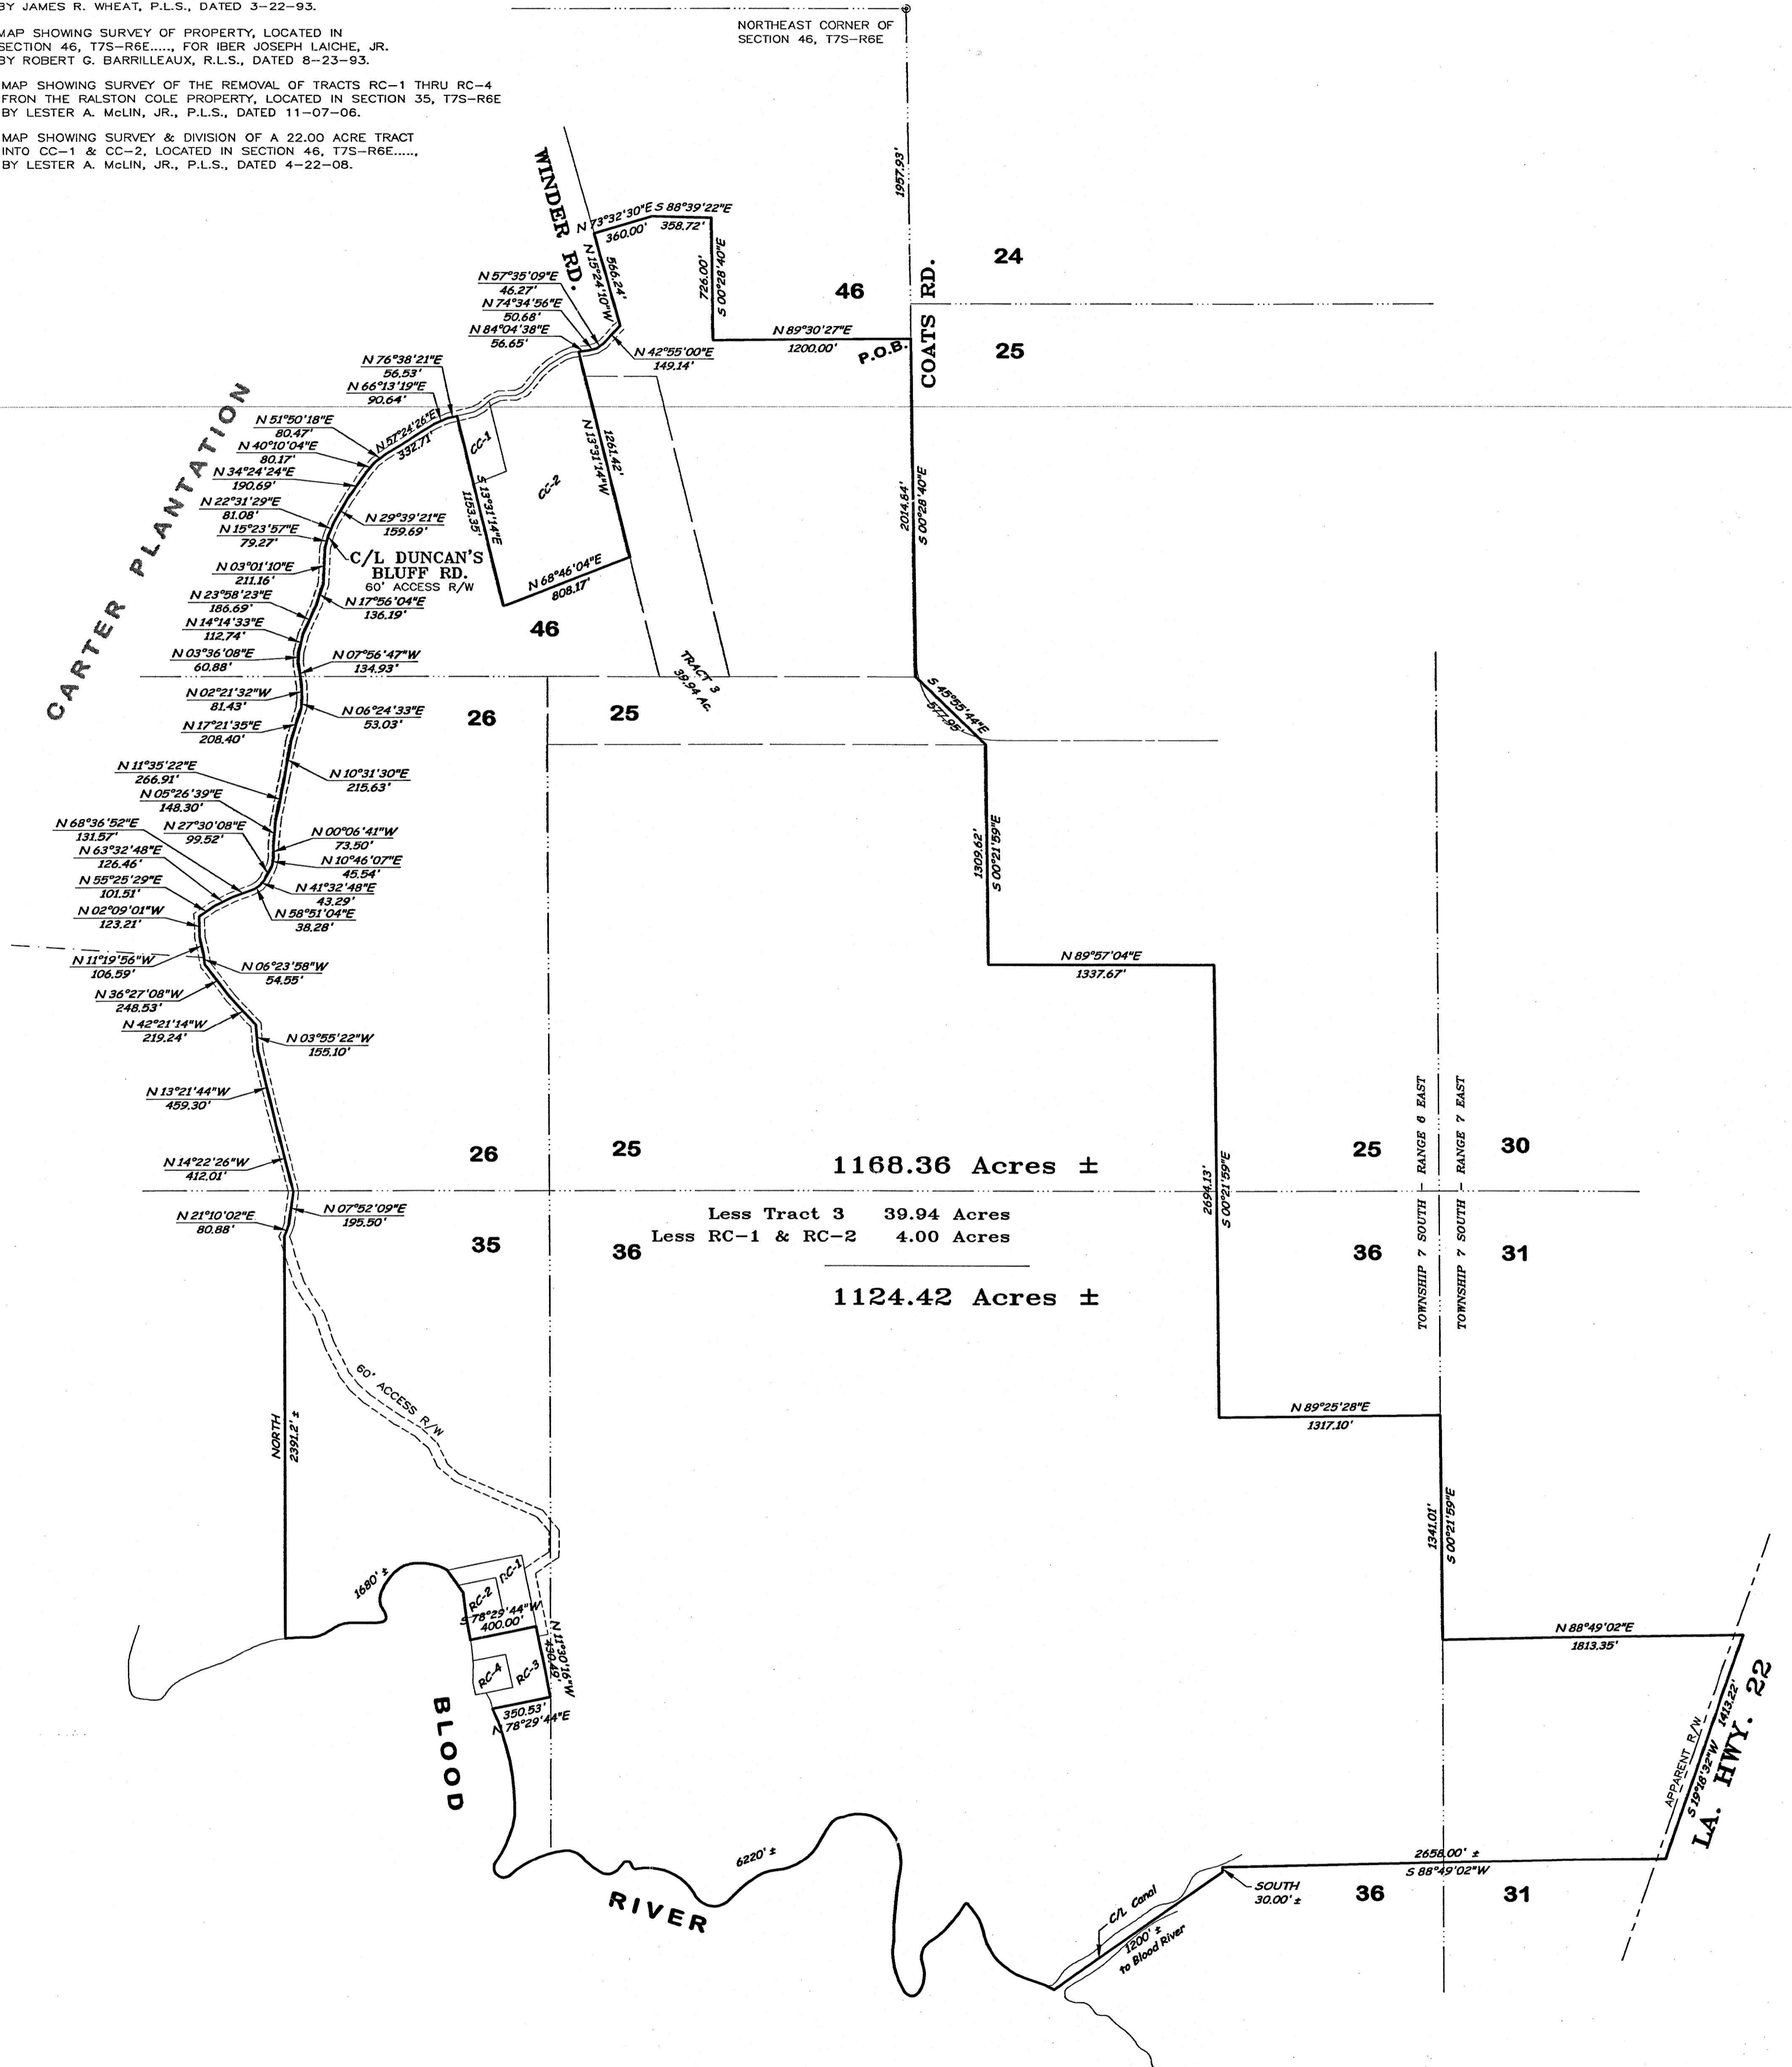 BY JAMES R. WHEAT, P.L.S., DATED 3-22-93.
MAP SHOWING SURVEY OF PROPERTY, LOCATED IN
SECTION 46, T7S-R6E....., FOR IBER JOSEPH LAICHE, JR.
BY ROBERT G. BARRILLEAUX, R.L.S., DATED 8-23-93.
MAP SHOWING SURVEY OF THE REMOVAL OF TRACTS RC-1 THRU RC-4
FRON THE RALSTON COLE PROPERTY, LOCATED IN SECTION 35, T7S-R6E
BY LESTER A. McLIN, JR., P.L.S., DATED 11-07-06.
MAP SHOWING SURVEY & DIVISION OF A 22.00 ACRE TRACT
INTO CC-1 & CC-2, LOCATED IN SECTION 46, T7S-R6E.....,
BY LESTER A. McLIN, JR., P.L.S., DATED 4-22-08.
NORTHEAST CORNER OF
SECTION 46, T7S-R6E
1957.93'
WINDER RD.
N 73°32'30"E
360.00'
S 88°39'22"E
358.72'
N 15°24'10"W
566.24'
726.00'
S 00°28'40"E
46
24
COATS RD.
25
N 89°30'27"E
1200.00'
P.O.B.
N 57°35'09"E
46.27'
N 74°34'56"E
50.68'
N 84°04'38"E
56.65'
N 42°55'00"E
149.14'
N 76°38'21"E
56.53'
N 66°13'19"E
90.64'
N 57°24'26"E
332.71'
N 51°50'18"E
80.47'
N 40°10'04"E
80.17'
N 34°24'24"E
190.69'
N 22°31'29"E
81.08'
N 15°23'57"E
79.27'
N 29°39'21"E
159.69'
C/L DUNCAN'S
BLUFF RD.
60' ACCESS R/W
CARTER PLANTATION
CC-1
CC-2
S 13°31'14"E
1153.35'
1261.42'
N 13°31'14"W
N 68°46'04"E
808.17'
46
2014.84'
S 00°28'40"E
N 03°01'10"E
211.16'
N 23°58'23"E
186.69'
N 17°56'04"E
136.19'
N 14°14'33"E
112.74'
N 03°36'08"E
60.88'
N 07°56'47"W
134.93'
TRACT 3
39.94 Ac.
S 45°55'44"E
577.95'
N 02°21'32"W
81.43'
N 06°24'33"E
53.03'
26
25
N 17°21'35"E
208.40'
N 10°31'30"E
215.63'
N 11°35'22"E
266.91'
N 05°26'39"E
148.30'
1309.62'
S 00°21'59"E
N 68°36'52"E
131.57'
N 27°30'08"E
99.52'
N 00°06'41"W
73.50'
N 63°32'48"E
126.46'
N 10°46'07"E
45.54'
N 55°25'29"E
101.51'
N 41°32'48"E
43.29'
N 02°09'01"W
123.21'
N 58°51'04"E
38.28'
N 11°19'56"W
106.59'
N 06°23'58"W
54.55'
N 89°57'04"E
1337.67'
N 36°27'08"W
248.53'
N 42°21'14"W
219.24'
N 03°55'22"W
155.10'
N 13°21'44"W
459.30'
N 14°22'26"W
412.01'
26
25
1168.36 Acres ±
25
TOWNSHIP 7 SOUTH - RANGE 6 EAST
TOWNSHIP 7 SOUTH - RANGE 7 EAST
30
N 21°10'02"E
80.88'
N 07°52'09"E
195.50'
2694.13'
S 00°21'59"E
35
36
Less Tract 3 39.94 Acres
Less RC-1 & RC-2 4.00 Acres
1124.42 Acres ±
36
31
60' ACCESS R/W
NORTH
2391.2' ±
N 89°25'28"E
1317.10'
1341.01'
S 00°21'59"E
1680' ±
RC-1
RC-2
S 78°29'44"W
400.00'
N 11°30'16"W
RC-4
RC-3
350.53'
N 78°29'44"E
N 88°49'02"E
1813.35'
APPARENT R/W
S 19°18'32"W
1413.22'
LA. HWY. 22
BLOOD
RIVER
6220' ±
2658.00' ±
S 88°49'02"W
SOUTH
30.00' ±
36
31
C/L Canal
1200' ±
to Blood River